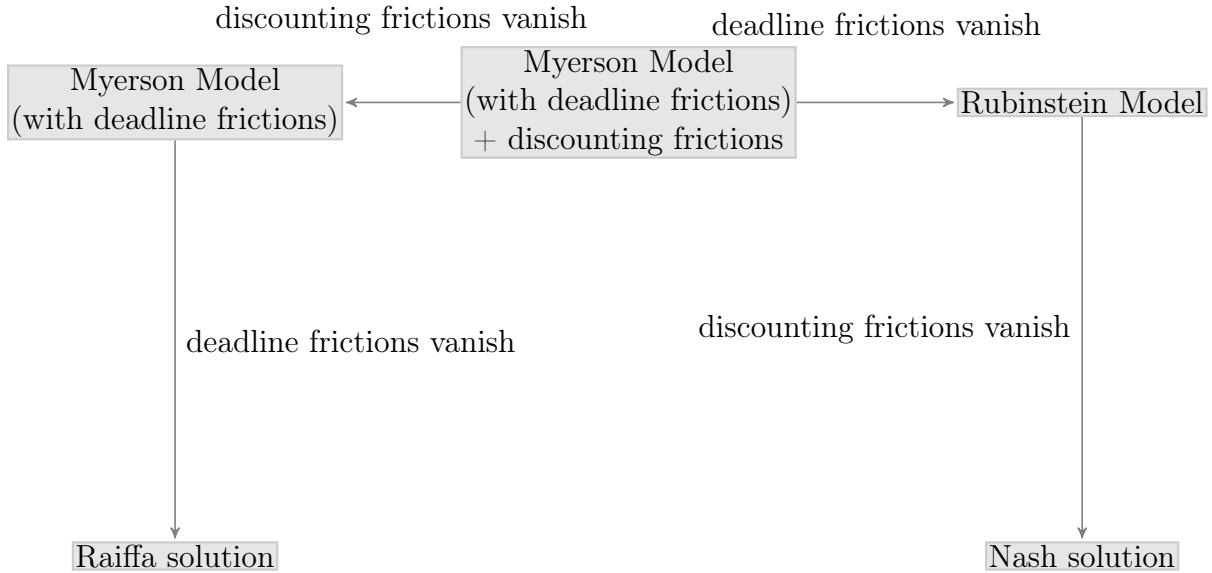 discounting frictions vanish
deadline frictions vanish
Myerson Model
(with deadline frictions)
Myerson Model
(with deadline frictions)
+ discounting frictions
Rubinstein Model
deadline frictions vanish
discounting frictions vanish
Raiffa solution
Nash solution